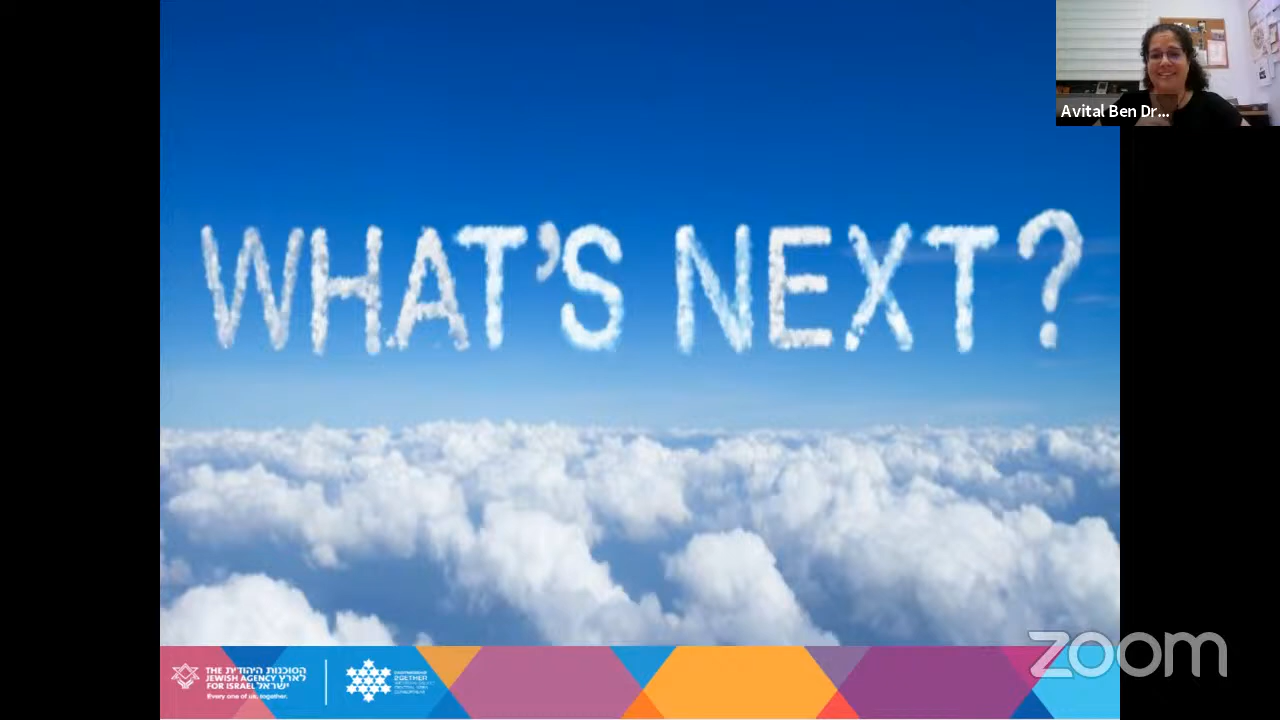 WHAT'S NEXT?
Avital Ben Dr...
THE הסוכנות היהודית
JEWISH AGENCY לארץ
FOR ISRAEL ישראל
Every one of us, together.
2GETHER
zoom